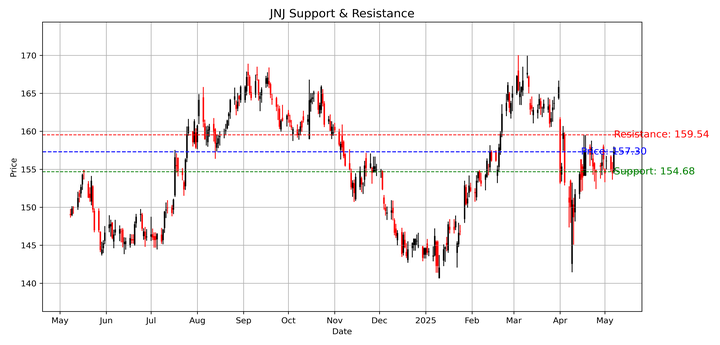 JNJ Support & Resistance
170
165
160
155
150
145
140
Price
Resistance: 159.54
Price: 157.30
Support: 154.68
May Jun Jul Aug Sep Oct Nov Dec 2025 Feb Mar Apr May
Date